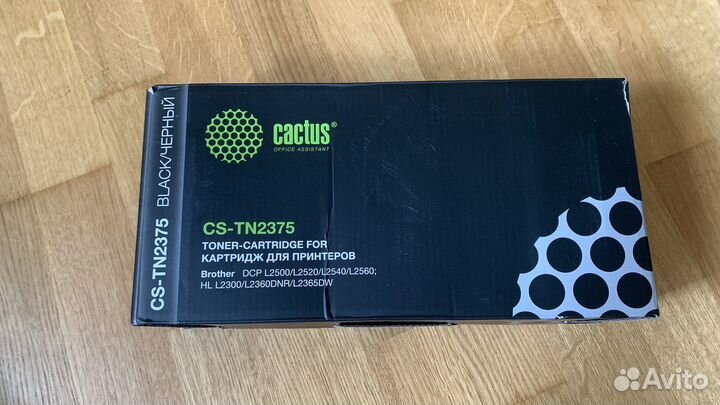 cactus®
OFFICE ASSISTANT
CS-TN2375
TONER-CARTRIDGE FOR
КАРТРИДЖ ДЛЯ ПРИНТЕРОВ
Brother DCP L2500/L2520/L2540/L2560;
HL L2300/L2360DNR/L2365DW
CS-TN2375 BLACK/ЧЕРНЫЙ
Avito